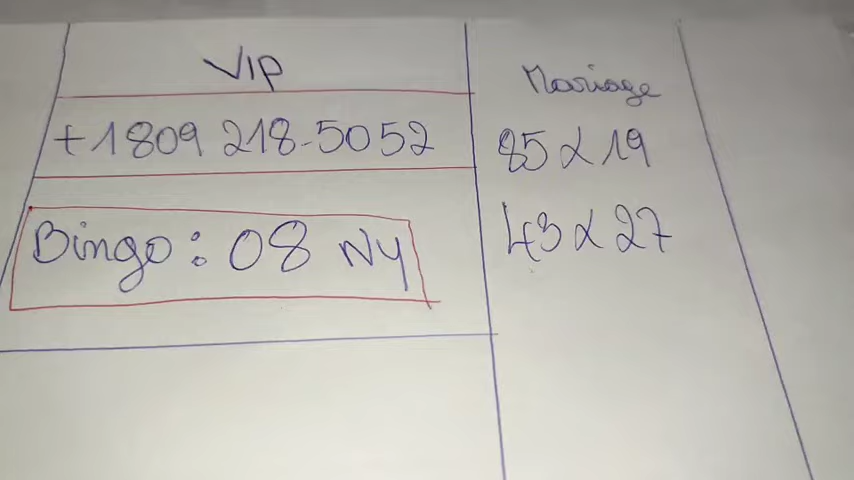 VIP
+1809 218-5052
Bingo: 08 NY
Mariage
85 x 19
43 x 27